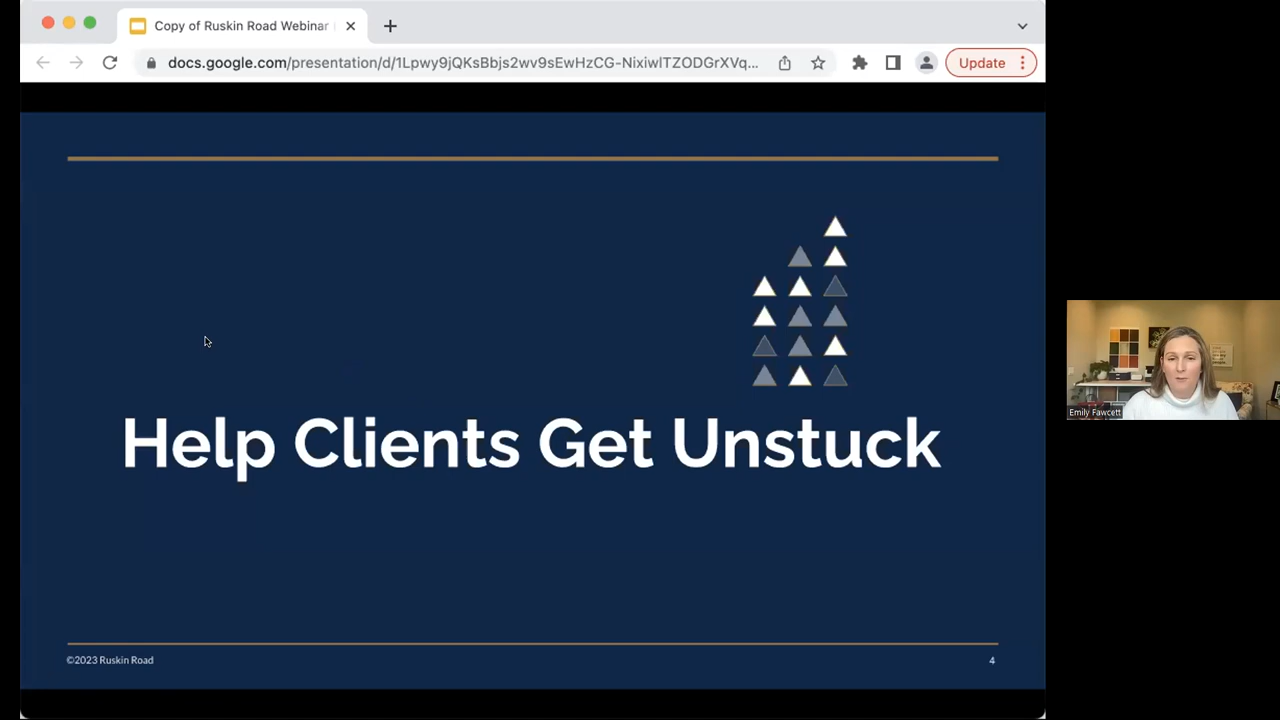 Copy of Ruskin Road Webinar
docs.google.com/presentation/d/1Lpwy9jQKsBbjs2wv9sEwHzCG-NixiwITZODGrXVq...
Update
Help Clients Get Unstuck
Emily Fawcett
©2023 Ruskin Road
4